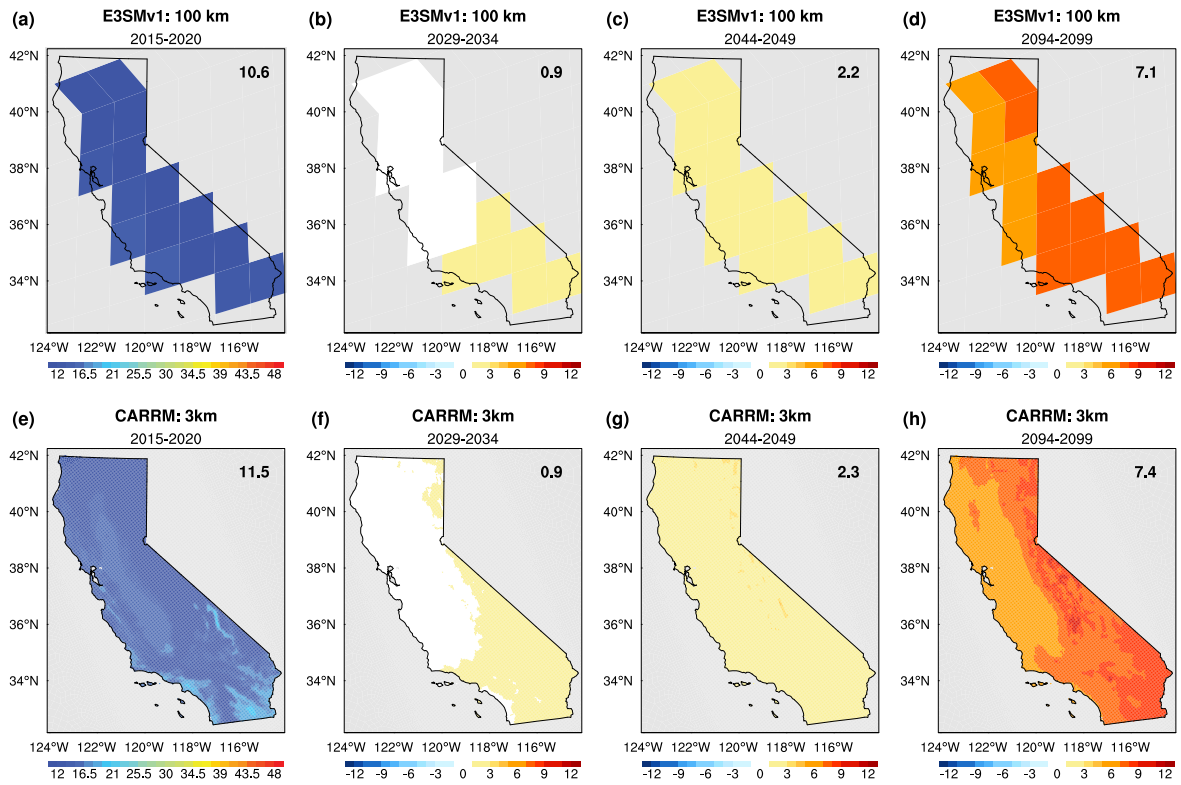 (a) E3SMv1: 100 km
2015-2020
10.6
42°N
40°N
38°N
36°N
34°N
124°W 122°W 120°W 118°W 116°W
12 16.5 21 25.5 30 34.5 39 43.5 48
(b) E3SMv1: 100 km
2029-2034
0.9
42°N
40°N
38°N
36°N
34°N
124°W 122°W 120°W 118°W 116°W
-12 -9 -6 -3 0 3 6 9 12
(c) E3SMv1: 100 km
2044-2049
2.2
42°N
40°N
38°N
36°N
34°N
124°W 122°W 120°W 118°W 116°W
-12 -9 -6 -3 0 3 6 9 12
(d) E3SMv1: 100 km
2094-2099
7.1
42°N
40°N
38°N
36°N
34°N
124°W 122°W 120°W 118°W 116°W
-12 -9 -6 -3 0 3 6 9 12
(e) CARRM: 3km
2015-2020
11.5
42°N
40°N
38°N
36°N
34°N
124°W 122°W 120°W 118°W 116°W
12 16.5 21 25.5 30 34.5 39 43.5 48
(f) CARRM: 3km
2029-2034
0.9
42°N
40°N
38°N
36°N
34°N
124°W 122°W 120°W 118°W 116°W
-12 -9 -6 -3 0 3 6 9 12
(g) CARRM: 3km
2044-2049
2.3
42°N
40°N
38°N
36°N
34°N
124°W 122°W 120°W 118°W 116°W
-12 -9 -6 -3 0 3 6 9 12
(h) CARRM: 3km
2094-2099
7.4
42°N
40°N
38°N
36°N
34°N
124°W 122°W 120°W 118°W 116°W
-12 -9 -6 -3 0 3 6 9 12